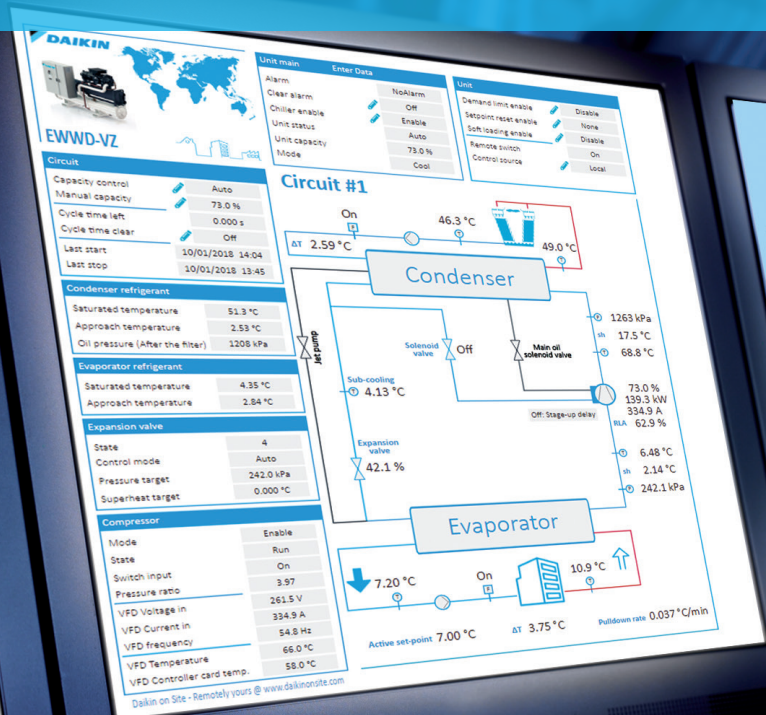 DAIKIN
EWWD-VZ
Unit main Enter Data
Alarm NoAlarm
Clear alarm Off
Chiller enable Enable
Unit status Auto
Unit capacity 73.0 %
Mode Cool
Unit
Demand limit enable Disable
Setpoint reset enable None
Soft loading enable Disable
Remote switch On
Control source Local
Circuit
Capacity control Auto
Manual capacity 73.0 %
Cycle time left 0.000 s
Cycle time clear Off
Last start 10/01/2018 14:04
Last stop 10/01/2018 13:45
Condenser refrigerant
Saturated temperature 51.3 °C
Approach temperature 2.53 °C
Oil pressure (After the filter) 1208 kPa
Evaporator refrigerant
Saturated temperature 4.35 °C
Approach temperature 2.84 °C
Expansion valve
State 4
Control mode Auto
Pressure target 242.0 kPa
Superheat target 0.000 °C
Compressor
Mode Enable
State Run
Switch input On
Pressure ratio 3.97
VFD Voltage in 261.5 V
VFD Current in 334.9 A
VFD frequency 54.8 Hz
VFD Temperature 66.0 °C
VFD Controller card temp. 58.0 °C
Daikin on Site - Remotely yours @ www.daikinonsite.com
Circuit #1
On
F
46.3 °C
T
ΔT 2.59 °C
49.0 °C
T
Condenser
Jet pump
Solenoid
valve
Off
Main oil
solenoid valve
P 1263 kPa
sh 17.5 °C
T 68.8 °C
Sub-cooling
T 4.13 °C
73.0 %
139.3 kW
334.9 A
RLA 62.9 %
Off: Stage-up delay
Expansion
valve
42.1 %
T 6.48 °C
sh 2.14 °C
P 242.1 kPa
Evaporator
7.20 °C
T
On
F
10.9 °C
T
Active set-point 7.00 °C
ΔT 3.75 °C
Pulldown rate 0.037 °C/min